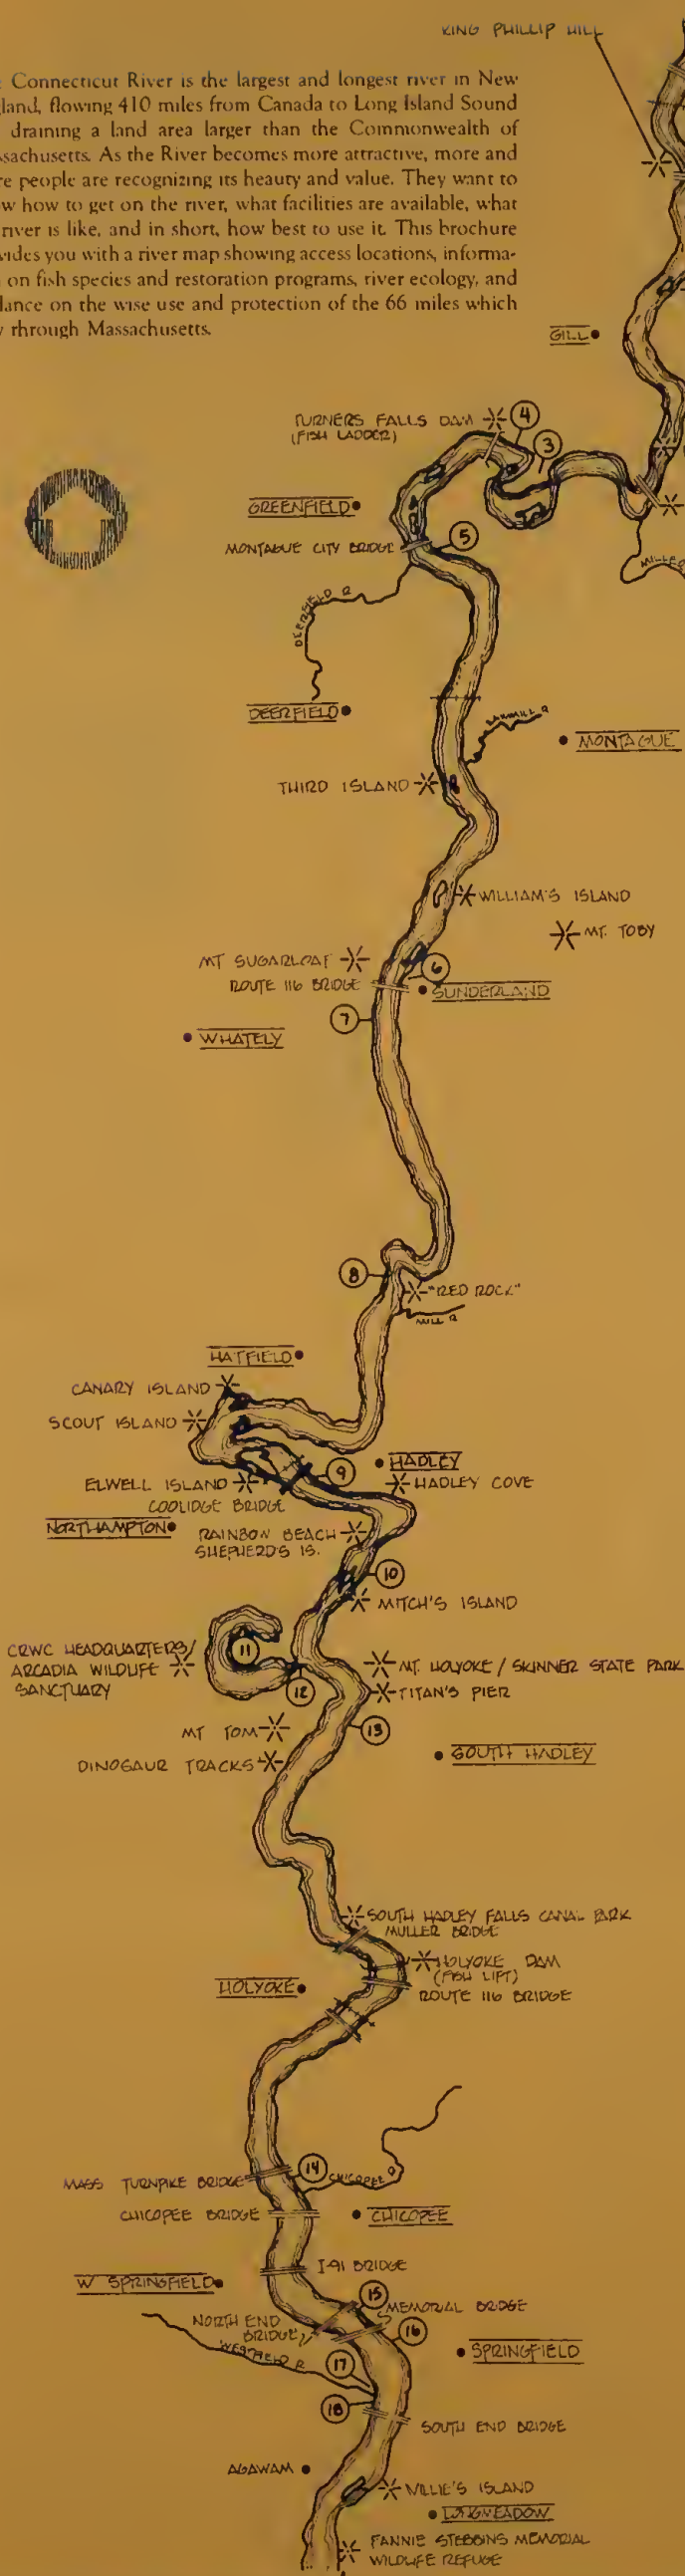 KING PHILLIP HILL
Connecticut River is the largest and longest river in New
gland, flowing 410 miles from Canada to Long Island Sound
draining a land area larger than the Commonwealth of
ssachusetts. As the River becomes more attractive, more and
re people are recognizing its beauty and value. They want to
w how to get on the river, what facilities are available, what
river is like, and in short, how best to use it. This brochure
vides you with a river map showing access locations, informa-
on fish species and restoration programs, river ecology, and
dance on the wise use and protection of the 66 miles which
y through Massachusetts.
GILL
TURNERS FALLS DAM
(FISH LADDER)
4
3
GREENFIELD
MONTAGUE CITY BRIDGE
5
MILLER
DEERFIELD R
DEERFIELD
SAWMILL R
MONTAGUE
THIRD ISLAND
WILLIAM'S ISLAND
MT. TOBY
MT SUGARLOAF
6
ROUTE 116 BRIDGE
SUNDERLAND
7
WHATELY
8
"RED ROCK"
MILL R
HATFIELD
CANARY ISLAND
SCOUT ISLAND
HADLEY
9
ELWELL ISLAND
HADLEY COVE
COOLIDGE BRIDGE
NORTHAMPTON
RAINBOW BEACH
SHEPHERD'S IS.
10
MITCH'S ISLAND
CRWC HEADQUARTERS/
ARCADIA WILDLIFE
SANCTUARY
11
12
MT. HOLYOKE / SKINNER STATE PARK
TITAN'S PIER
MT TOM
13
DINOSAUR TRACKS
SOUTH HADLEY
SOUTH HADLEY FALLS CANAL PARK
MULLER BRIDGE
HOLYOKE DAM
(FISH LIFT)
HOLYOKE
ROUTE 116 BRIDGE
MASS TURNPIKE BRIDGE
14
CHICOPEE R
CHICOPEE BRIDGE
CHICOPEE
I-91 BRIDGE
W SPRINGFIELD
15
MEMORIAL BRIDGE
NORTH END
BRIDGE
16
WESTFIELD R
SPRINGFIELD
17
18
SOUTH END BRIDGE
AGAWAM
WILLIE'S ISLAND
LONGMEADOW
FANNIE STEBBINS MEMORIAL
WILDLIFE REFUGE